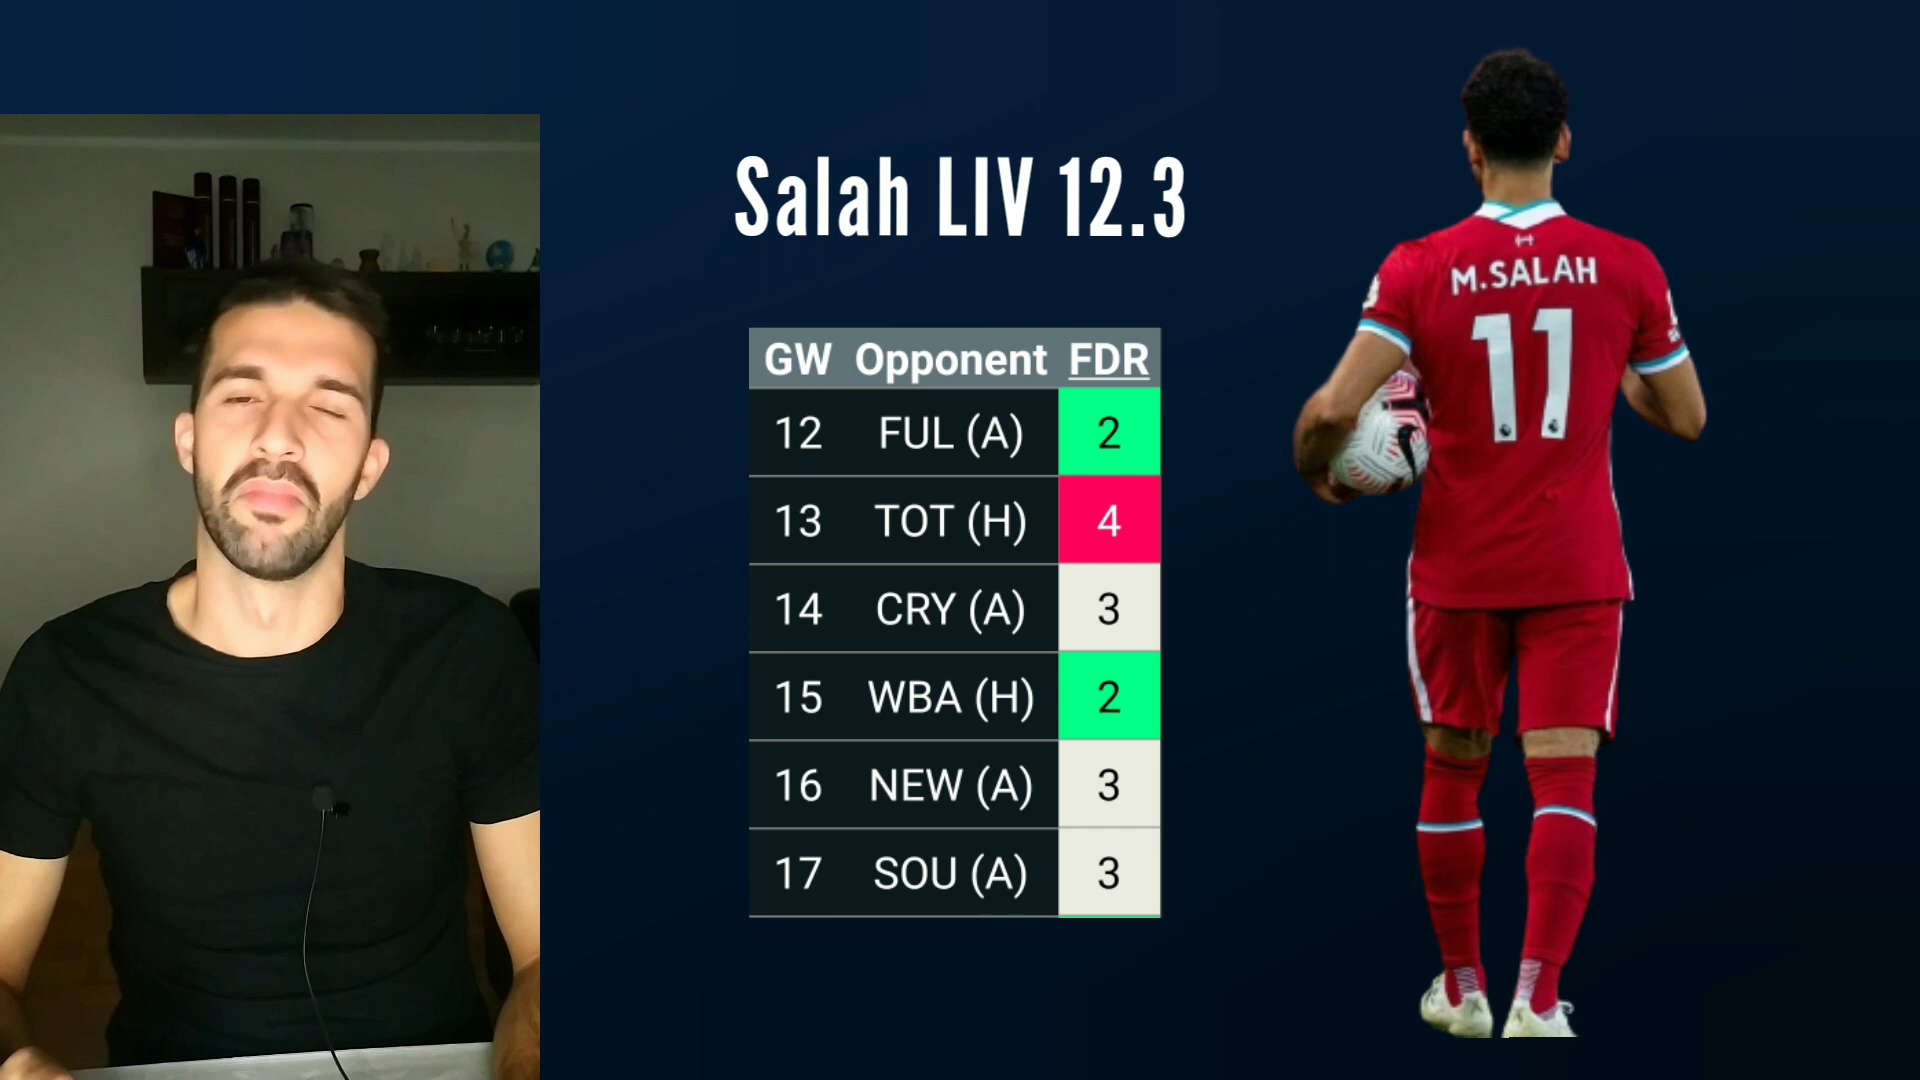 Salah LIV 12.3
GW Opponent FDR
12 FUL (A) 2
13 TOT (H) 4
14 CRY (A) 3
15 WBA (H) 2
16 NEW (A) 3
17 SOU (A) 3
M.SALAH
11